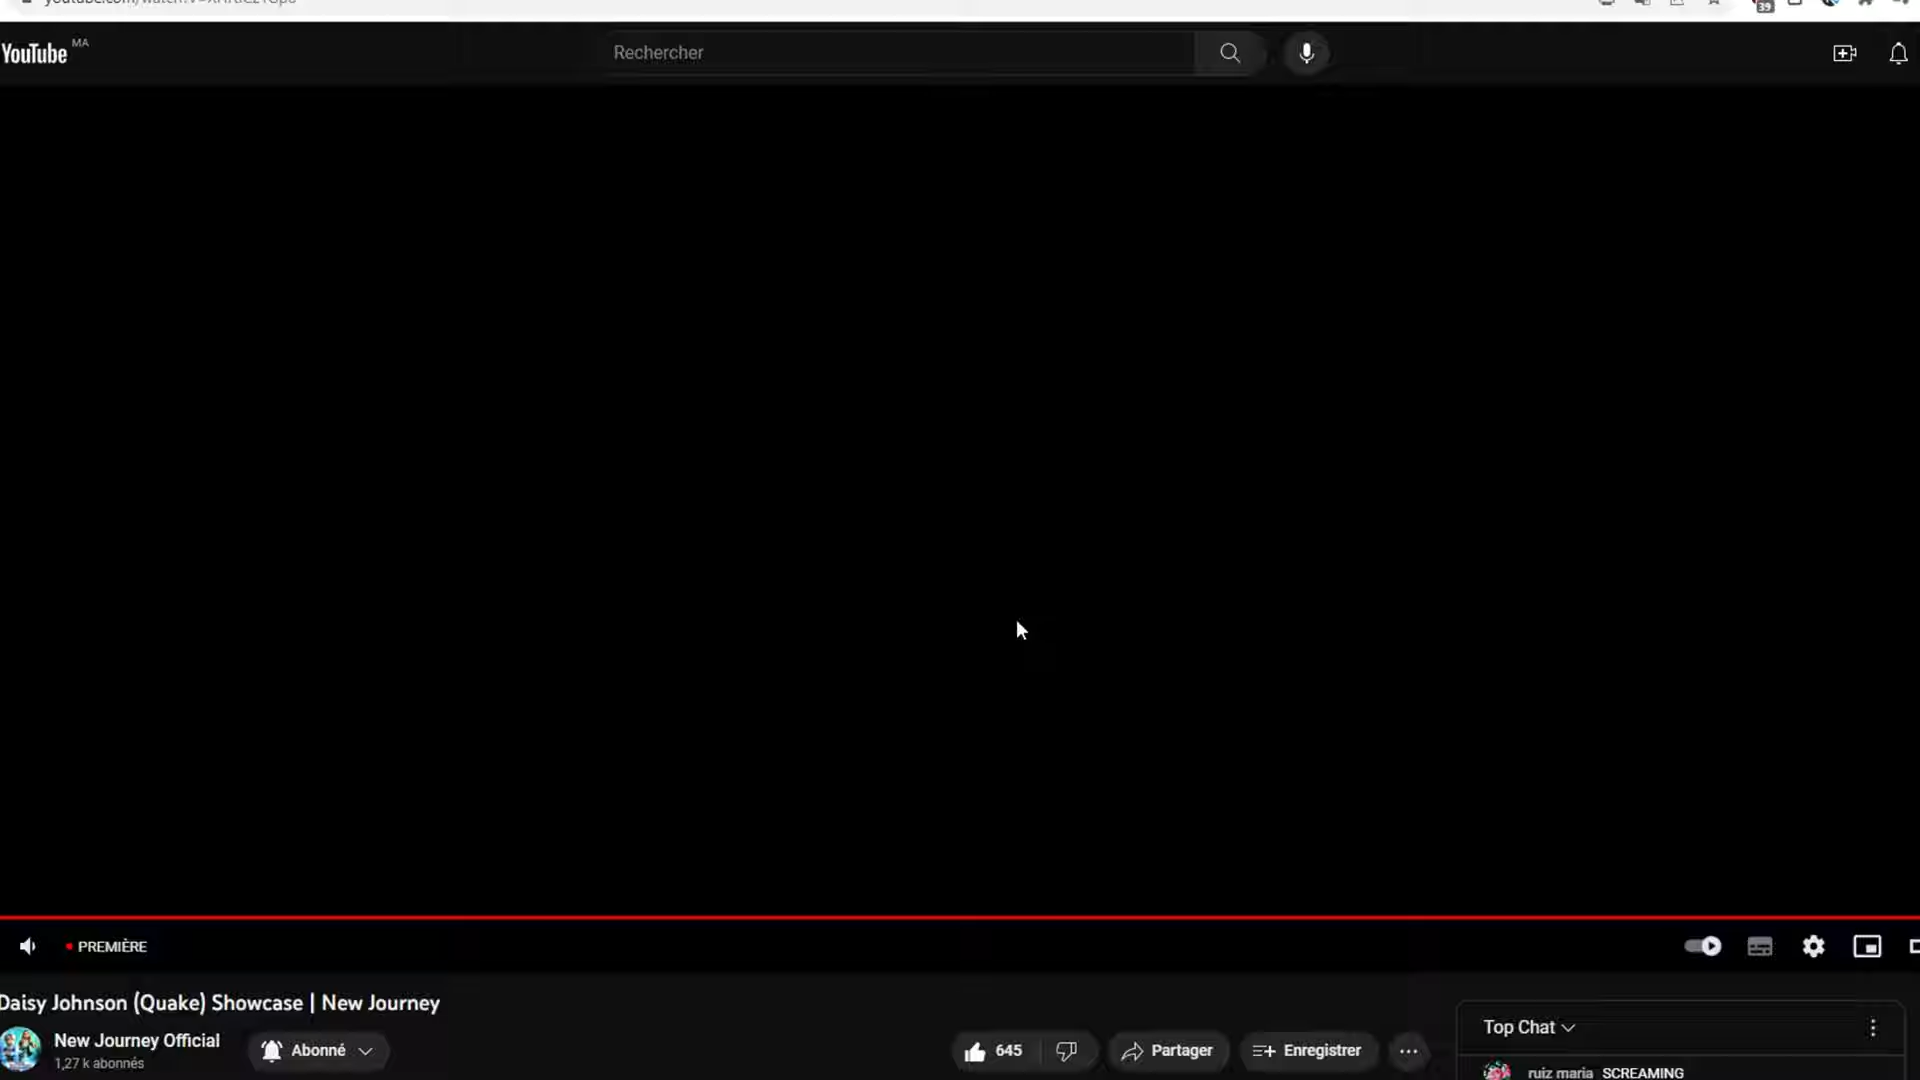 39
YouTube MA
Rechercher
PREMIÈRE
Daisy Johnson (Quake) Showcase | New Journey
New Journey Official
1,27 k abonnés
Abonné
645
Partager
Enregistrer
Top Chat
ruiz maria SCREAMING